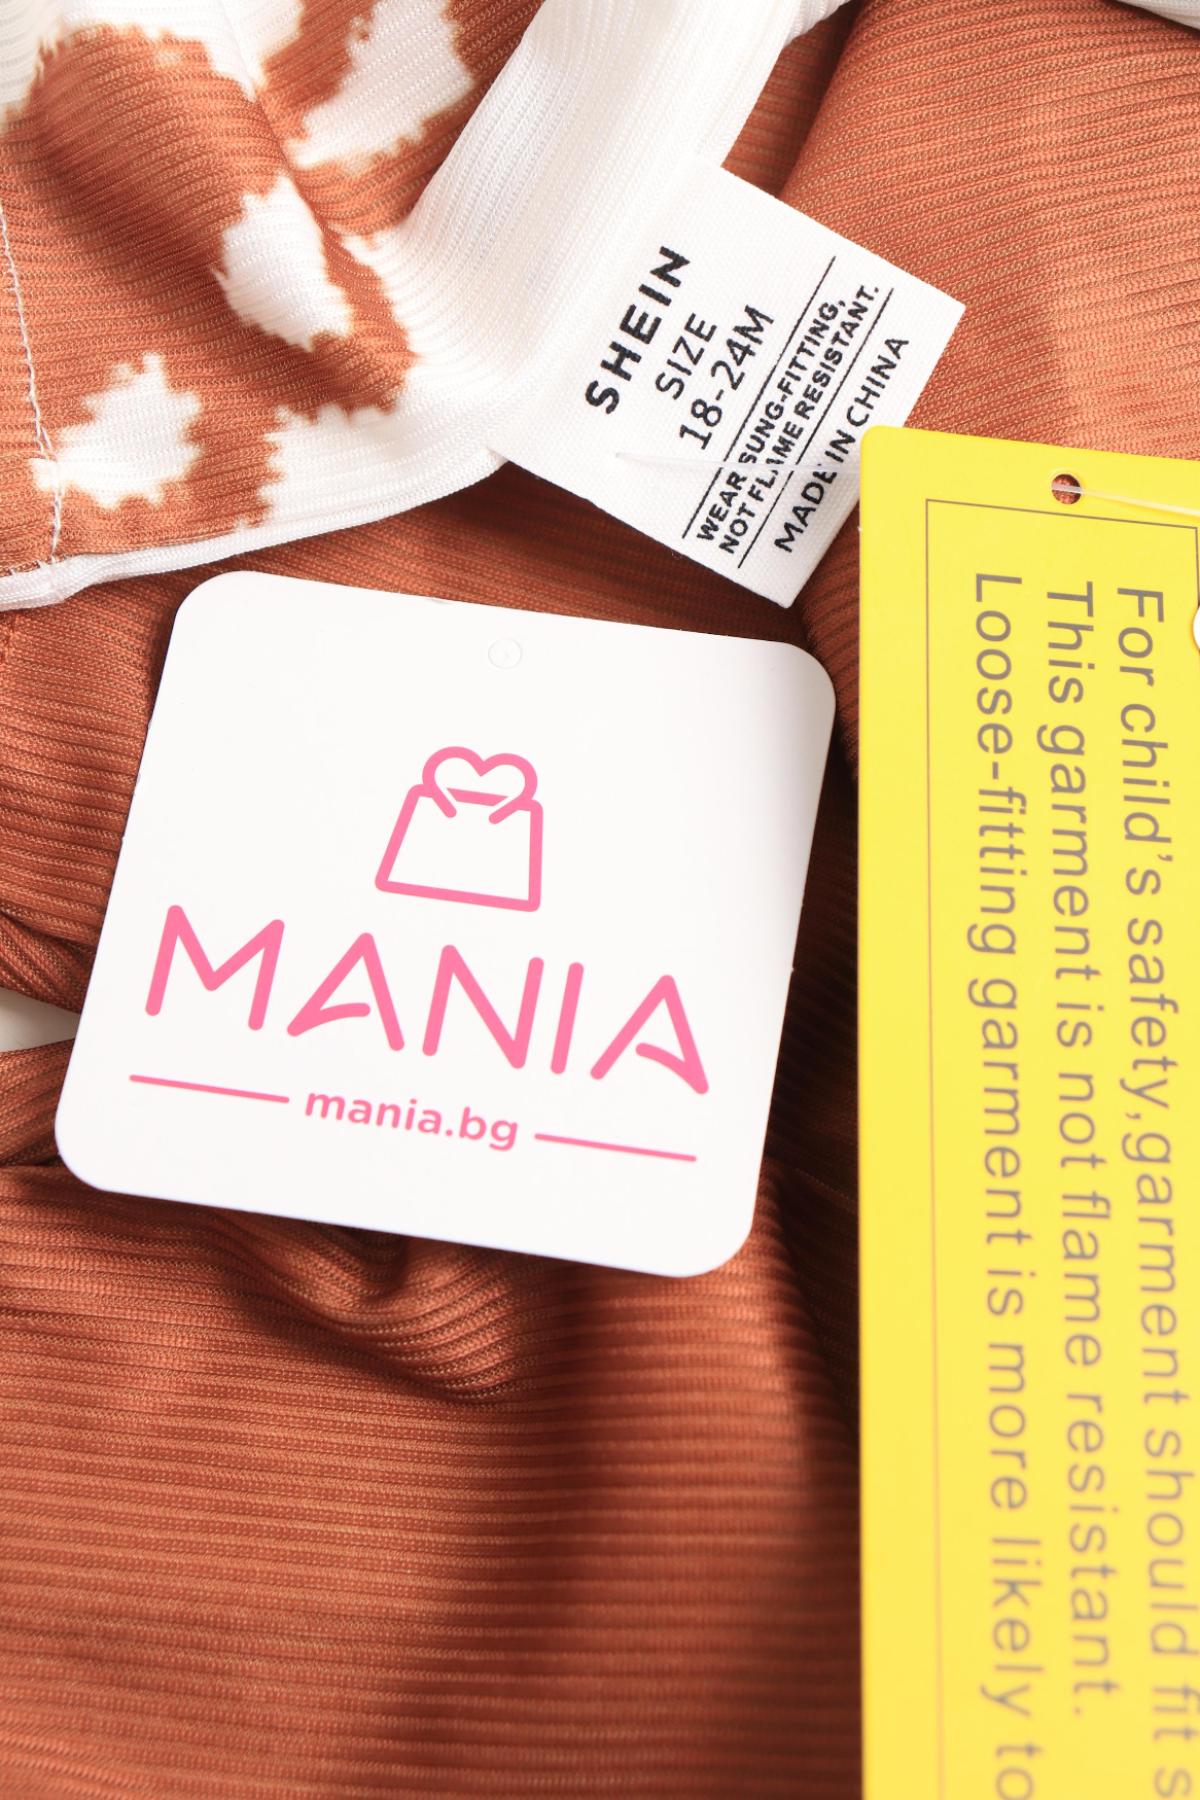 SHEIN
SIZE
18-24M
WEAR SUNG-FITTING,
NOT FLAME RESISTANT.
MADE IN CHINA
MANIA
mania.bg
For child's safety,garment should fit s
This garment is not flame resistant.
Loose-fitting garment is more likely to